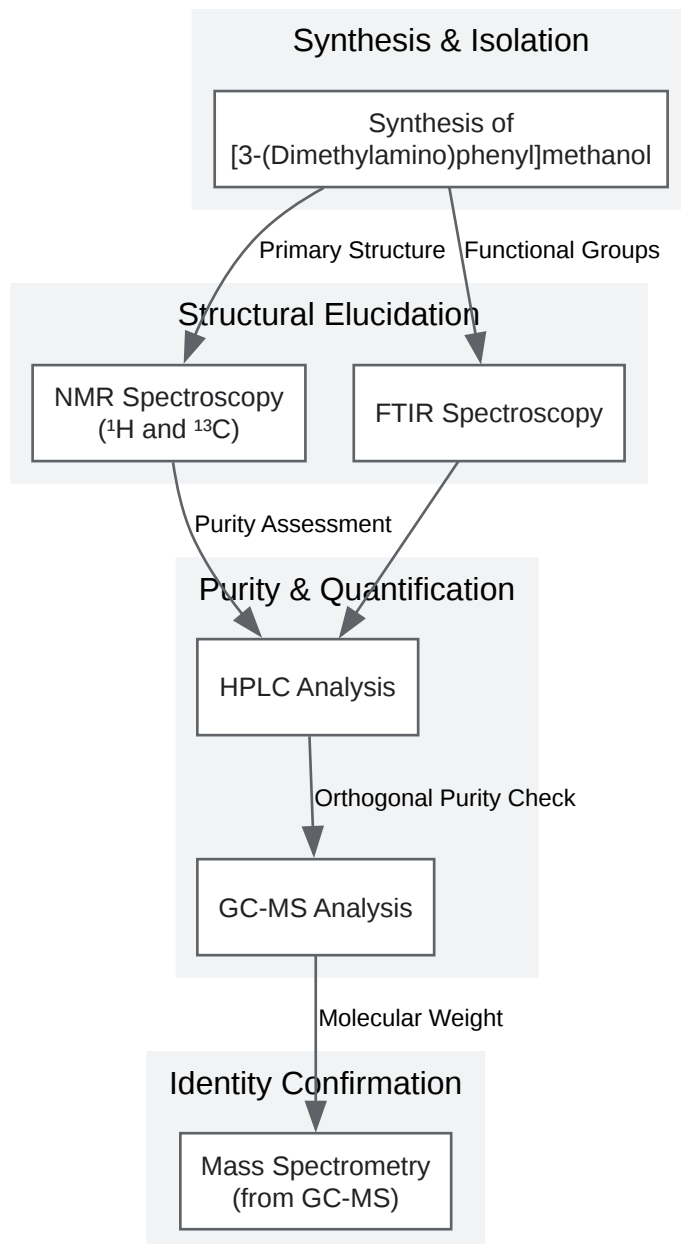 Synthesis & Isolation
Synthesis of
[3-(Dimethylamino)phenyl]methanol
Primary Structure
Functional Groups
Structural Elucidation
NMR Spectroscopy
(¹H and ¹³C)
FTIR Spectroscopy
Purity Assessment
Purity & Quantification
HPLC Analysis
Orthogonal Purity Check
GC-MS Analysis
Molecular Weight
Identity Confirmation
Mass Spectrometry
(from GC-MS)